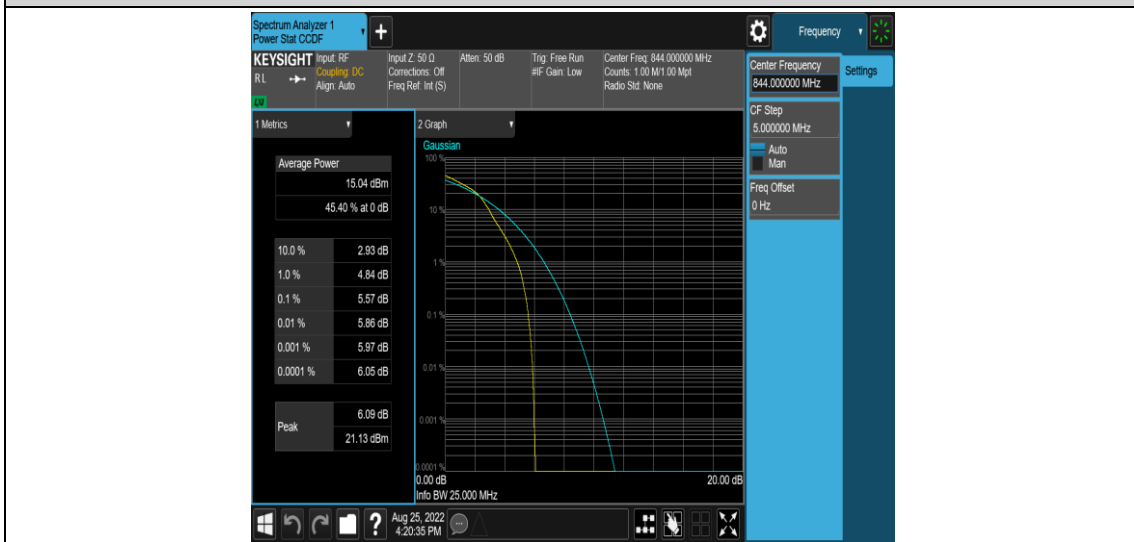 Spectrum Analyzer 1
Power Stat CCDF
+
Frequency
KEYSIGHT
RL
LXI
Input: RF
Coupling: DC
Align: Auto
Input Z: 50 Ω
Corrections: Off
Freq Ref: Int (S)
Atten: 50 dB
Trig: Free Run
#IF Gain: Low
Center Freq: 844.000000 MHz
Counts: 1.00 M/1.00 Mpt
Radio Std: None
Center Frequency
844.000000 MHz
Settings
CF Step
5.000000 MHz
Auto
Man
Freq Offset
0 Hz
1 Metrics
Average Power
15.04 dBm
45.40 % at 0 dB
10.0 % 2.93 dB
1.0 % 4.84 dB
0.1 % 5.57 dB
0.01 % 5.86 dB
0.001 % 5.97 dB
0.0001 % 6.05 dB
Peak
6.09 dB
21.13 dBm
2 Graph
Gaussian
100 %
10 %
1 %
0.1 %
0.01 %
0.001 %
0.0001 %
0.00 dB 20.00 dB
Info BW 25.000 MHz
?
Aug 25, 2022
4:20:35 PM